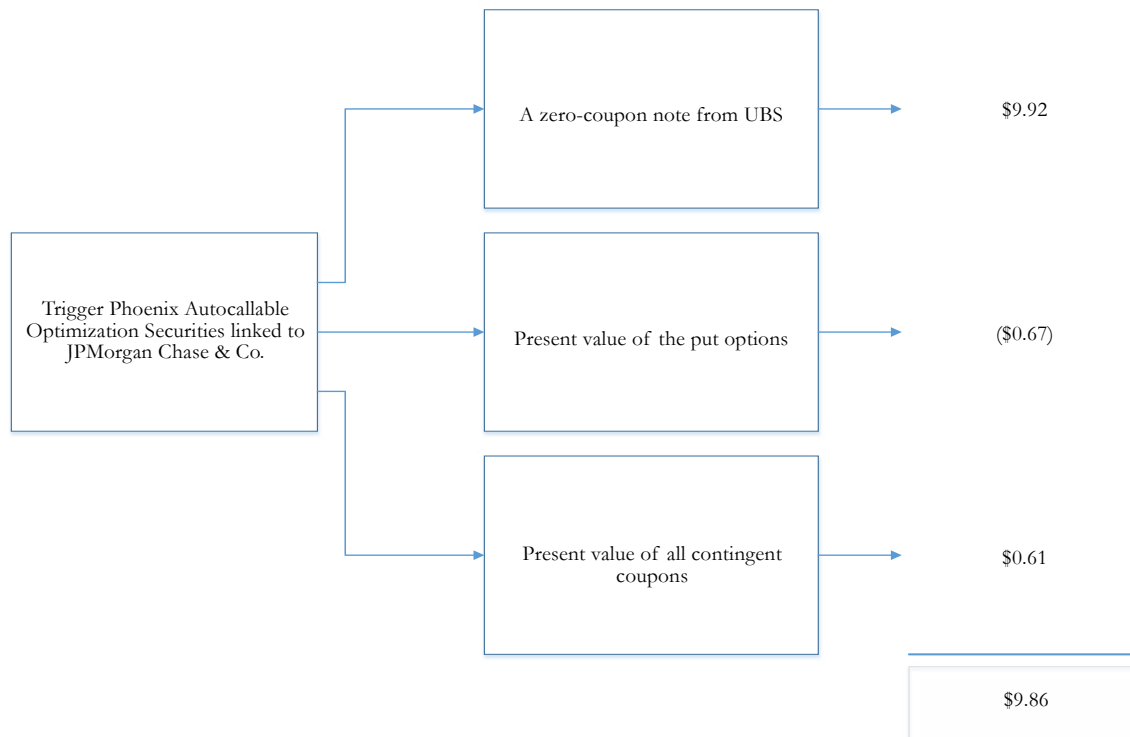 A zero-coupon note from UBS
$9.92
Trigger Phoenix Autocallable
Optimization Securities linked to
JPMorgan Chase & Co.
Present value of the put options
($0.67)
Present value of all contingent
coupons
$0.61
$9.86